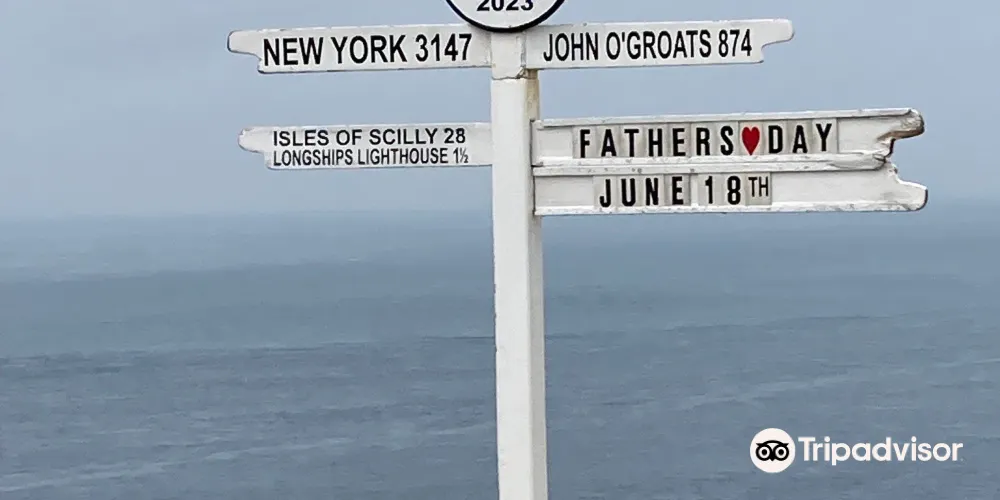 2023
NEW YORK 3147
JOHN O'GROATS 874
ISLES OF SCILLY 28
LONGSHIPS LIGHTHOUSE 1½
FATHERS♥DAY
JUNE 18TH
Tripadvisor